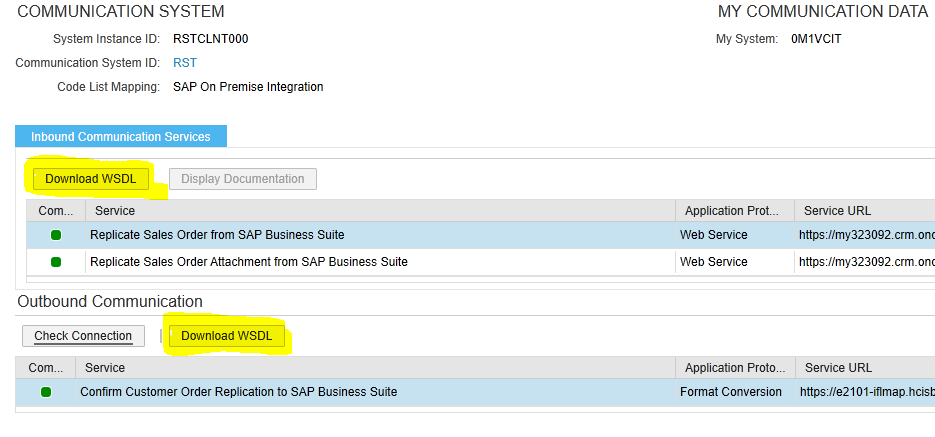 COMMUNICATION SYSTEM
MY COMMUNICATION DATA
System Instance ID: RSTCLNT000
My System: 0M1VCIT
Communication System ID: RST
Code List Mapping: SAP On Premise Integration
Inbound Communication Services
Download WSDL Display Documentation
Com... Service Application Prot... Service URL
Replicate Sales Order from SAP Business Suite Web Service https://my323092.crm.ond
Replicate Sales Order Attachment from SAP Business Suite Web Service https://my323092.crm.ond
Outbound Communication
Check Connection Download WSDL
Com... Service Application Proto... Service URL
Confirm Customer Order Replication to SAP Business Suite Format Conversion https://e2101-iflmap.hcisb